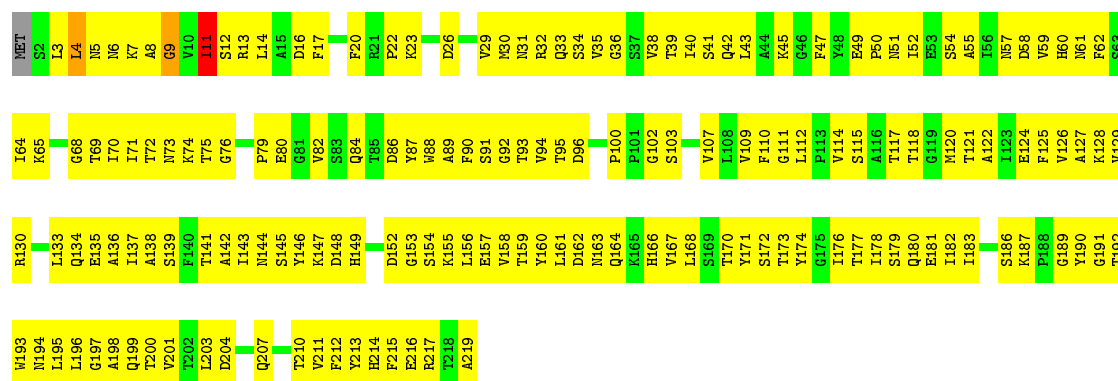 MET S2 L3 L4 N5 N6 K7 A8 G9 V10 I11 S12 R13 L14 A15 D16 F17 F20 R21 P22 K23 D26 V29 M30 N31 R32 Q33 S34 V35 G36 S37 V38 T39 I40 S41 Q42 L43 A44 K45 G46 F47 Y48 E49 P50 N51 I52 E53 S54 A55 I56 N57 D58 V59 H60 N61 F62 S63
I64 K65 G68 T69 I70 I71 T72 N73 K74 T75 G76 P79 E80 G81 V82 S83 Q84 T85 D86 Y87 W88 A89 F90 S91 G92 T93 V94 T95 D96 P100 P101 G102 S103 V107 L108 V109 F110 G111 L112 P113 V114 S115 A116 T117 T118 G119 M120 T121 A122 I123 E124 F125 V126 A127 K128 V129
R130 L133 Q134 E135 A136 I137 A138 S139 F140 T141 A142 I143 N144 S145 Y146 K147 D148 H149 D152 G153 S154 K155 L156 E157 V158 T159 Y160 L161 D162 N163 Q164 K165 H166 V167 L168 S169 T170 Y171 S172 T173 Y174 G175 I176 T177 I178 S179 Q180 E181 I182 I183 S186 K187 P188 G189 Y190 G191 T192
W193 N194 L195 L196 G197 A198 Q199 T200 V201 T202 L203 D204 Q207 T210 V211 F212 Y213 H214 F215 E216 R217 T218 A219